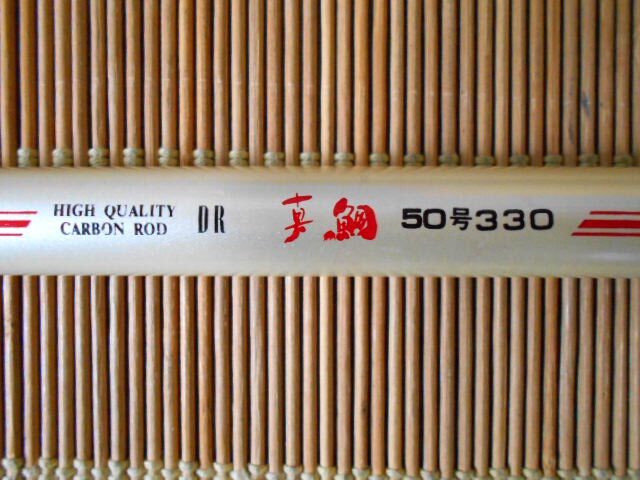 HIGH QUALITY
CARBON ROD
DR 真鯛 50号330